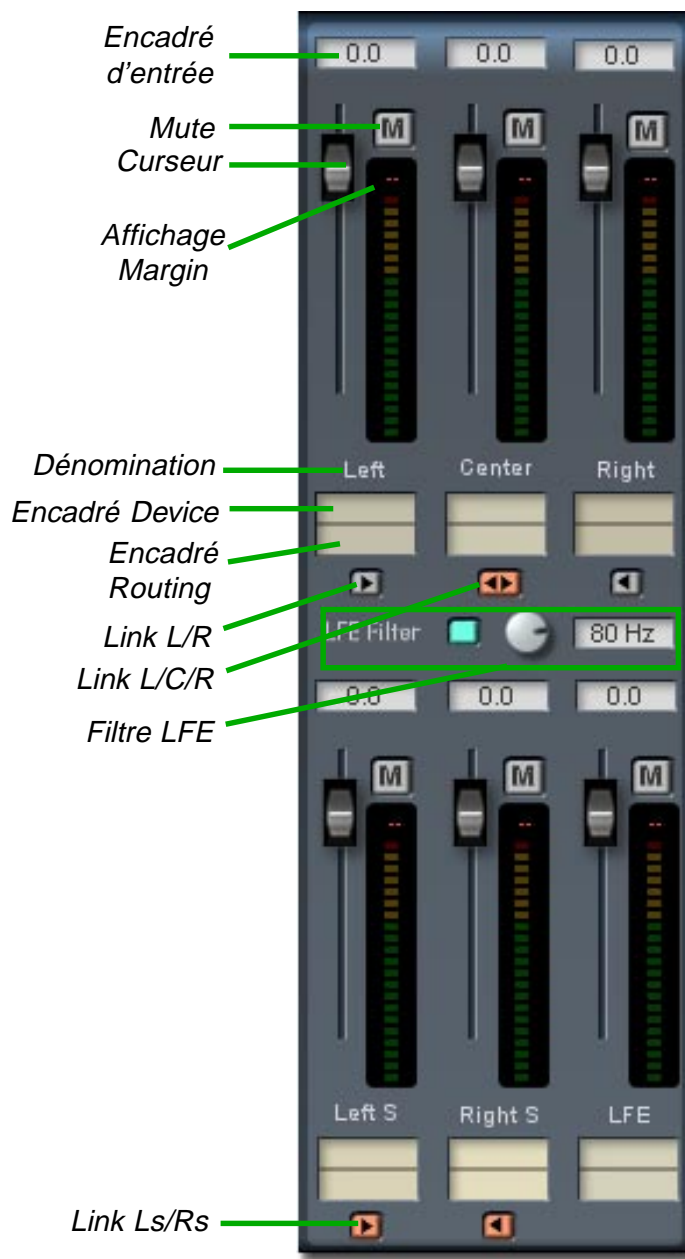 Encadré
d'entrée
0.0 0.0 0.0
Mute
M M M
Curseur
-- -- --
Affichage
Margin
Dénomination
Left Center Right
Encadré Device
Encadré
Routing
Link L/R
LFE Filter 80 Hz
Link L/C/R
0.0 0.0 0.0
Filtre LFE
M M M
-- -- --
Left S Right S LFE
Link Ls/Rs